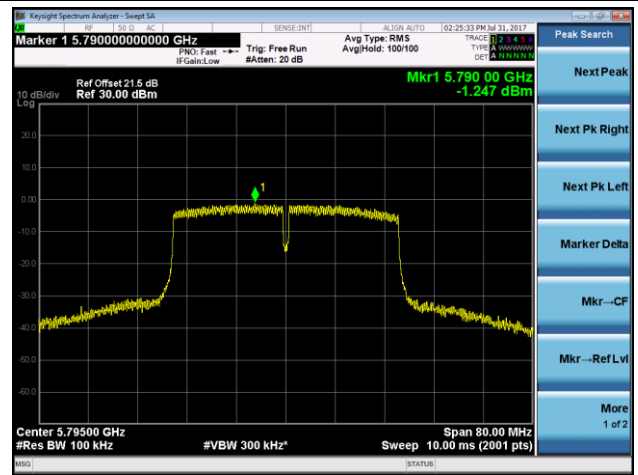 Keysight Spectrum Analyzer - Swept SA
RF 50 Ω AC SENSE:INT ALIGN AUTO 02:25:33 PM Jul 31, 2017
Marker 1 5.790000000000 GHz
PNO: Fast
IFGain:Low
Trig: Free Run
#Atten: 20 dB
Avg Type: RMS
Avg|Hold: 100/100
TRACE 1 2 3 4 5 6
TYPE A WWWWW
DET A NNNNN
Peak Search
Ref Offset 21.5 dB
10 dB/div Ref 30.00 dBm
Log
Mkr1 5.790 00 GHz
-1.247 dBm
20.0
10.0
0.00
-10.0
-20.0
-30.0
-40.0
-50.0
-60.0
1
Center 5.79500 GHz Span 80.00 MHz
#Res BW 100 kHz #VBW 300 kHz* Sweep 10.00 ms (2001 pts)
Next Peak
Next Pk Right
Next Pk Left
Marker Delta
Mkr→CF
Mkr→Ref Lvl
More
1 of 2
MSG STATUS